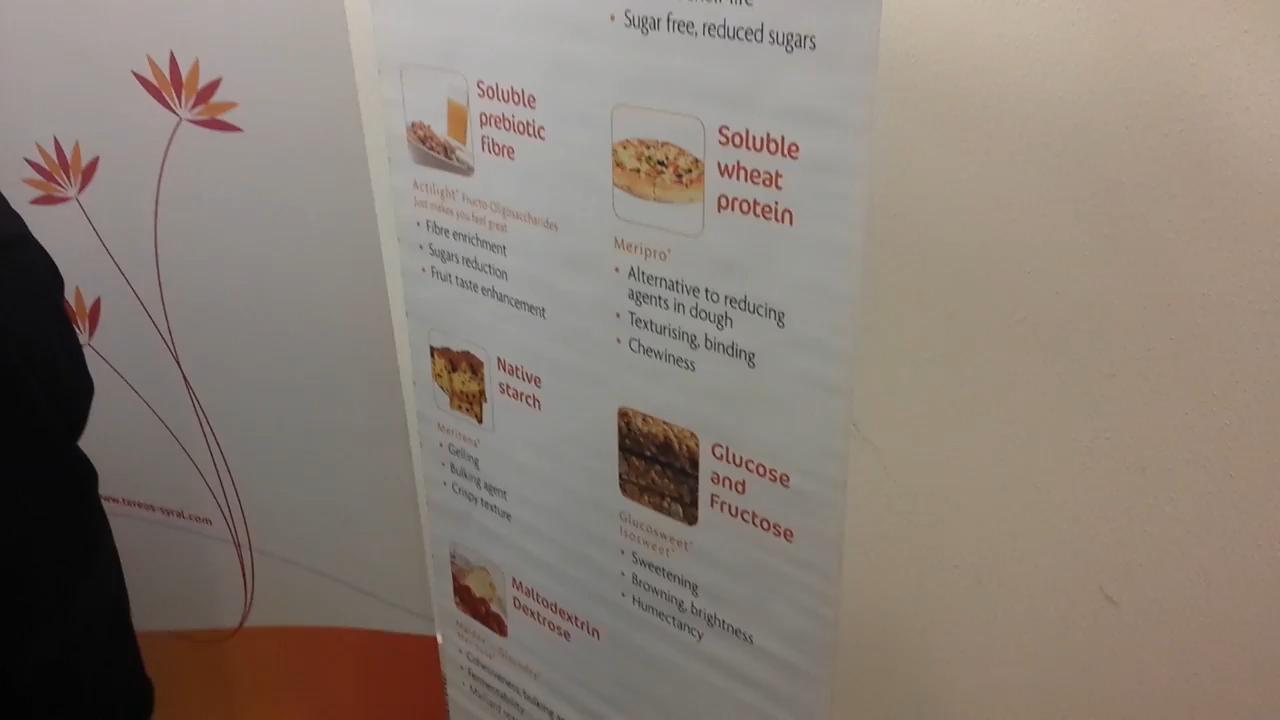 Sugar free, reduced sugars
Soluble
prebiotic
fibre
Actilight® Fructo-Oligosaccharides
Just makes you feel great
• Fibre enrichment
• Sugars reduction
• Fruit taste enhancement
Native
starch
Meritena®
• Gelling
• Bulking agent
• Crispy texture
Maltodextrin
Dextrose
• Cohesiveness, bulking
• Fermentability
• Maillard
Soluble
wheat
protein
Meripro®
• Alternative to reducing
agents in dough
• Texturising, binding
• Chewiness
Glucose
and
Fructose
Glucosweet®
Isosweet®
• Sweetening
• Browning, brightness
• Humectancy
www.tereos-syral.com